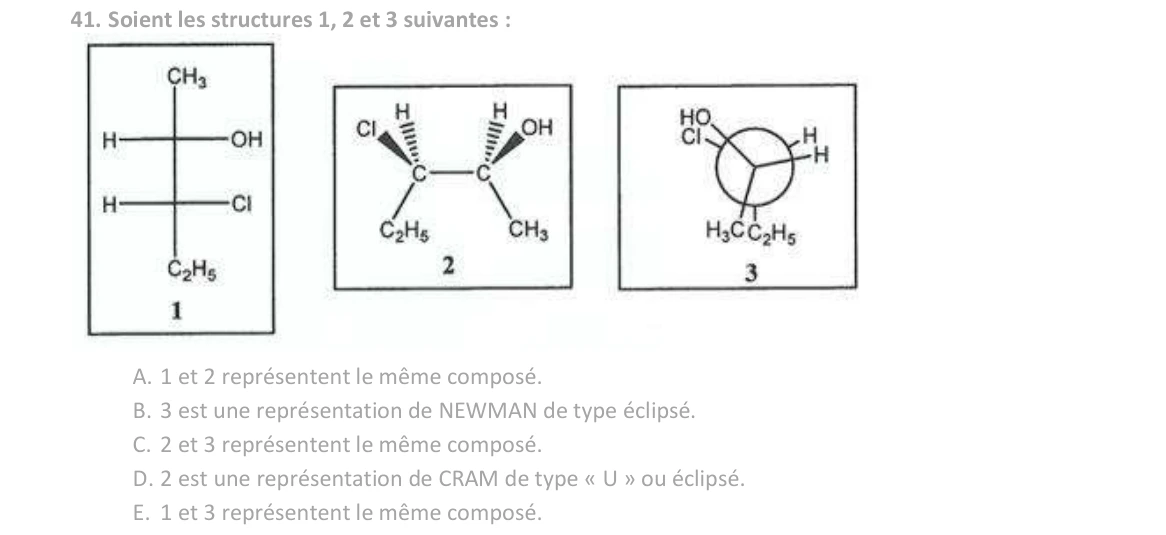 41. Soient les structures 1, 2 et 3 suivantes :
CH₃
H OH
H Cl
C₂H₅
1
Cl H H OH
C C
C₂H₅ CH₃
2
HO
Cl H
H
H₃C C₂H₅
3
A. 1 et 2 représentent le même composé.
B. 3 est une représentation de NEWMAN de type éclipsé.
C. 2 et 3 représentent le même composé.
D. 2 est une représentation de CRAM de type « U » ou éclipsé.
E. 1 et 3 représentent le même composé.